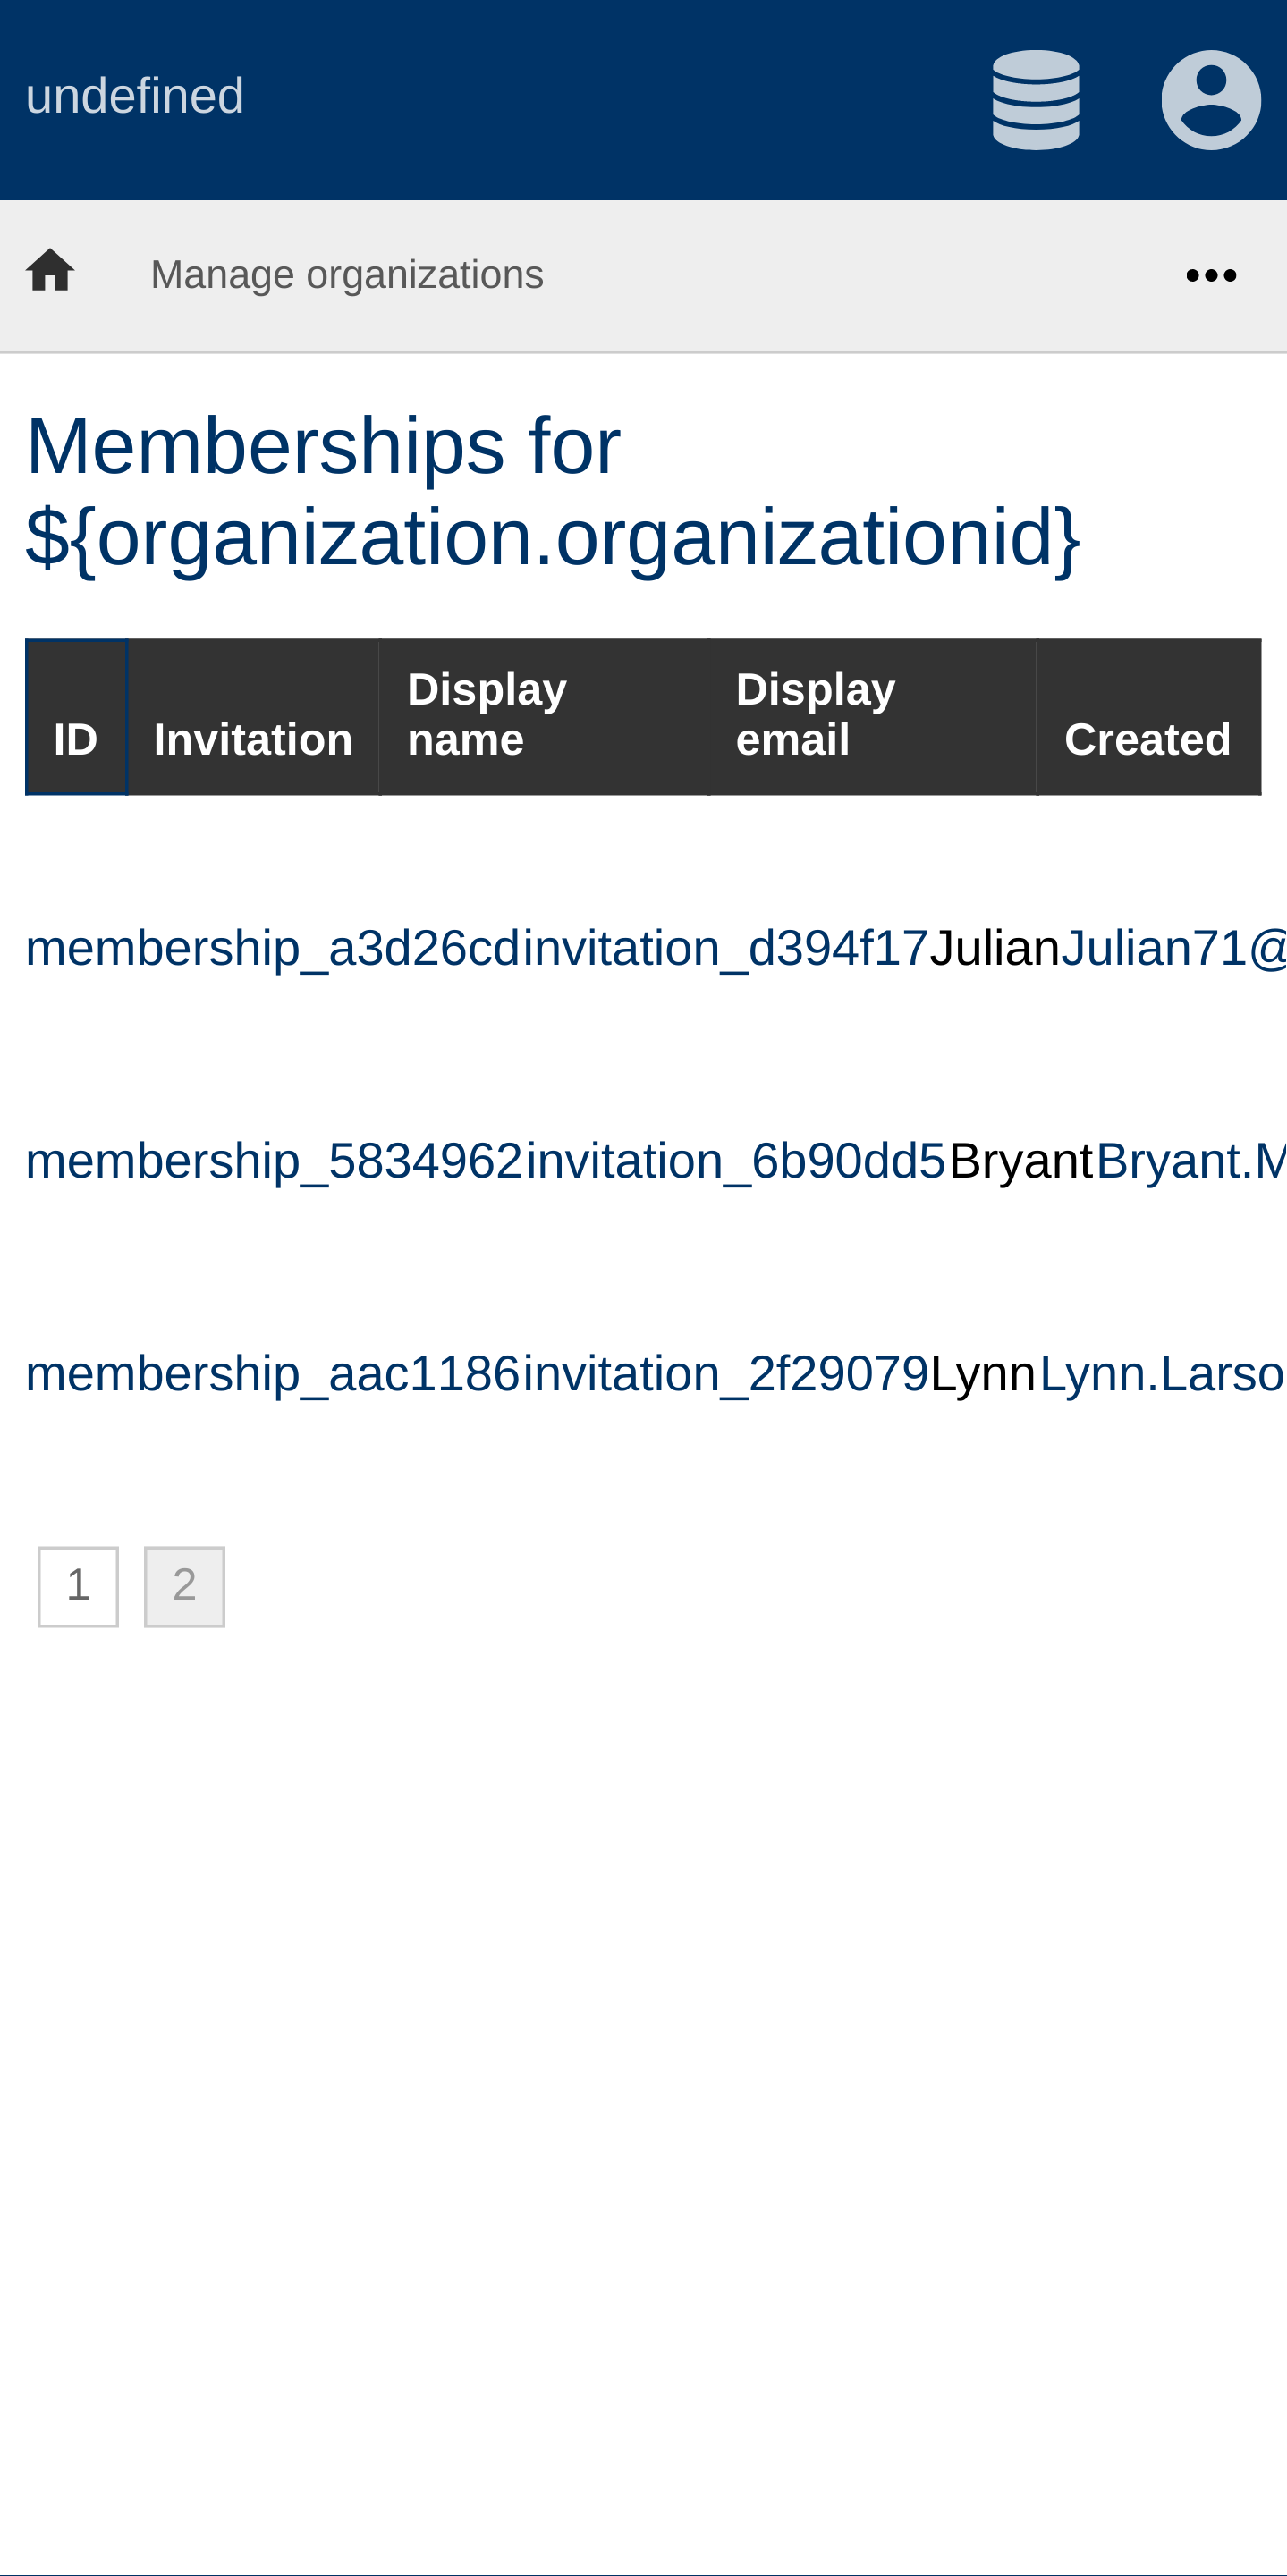 undefined
Manage organizations
Memberships for
${organization.organizationid}
ID Invitation Display name Display email Created
membership_a3d26cd invitation_d394f17 Julian Julian71@
membership_5834962 invitation_6b90dd5 Bryant Bryant.M
membership_aac1186 invitation_2f29079 Lynn Lynn.Larso
1 2